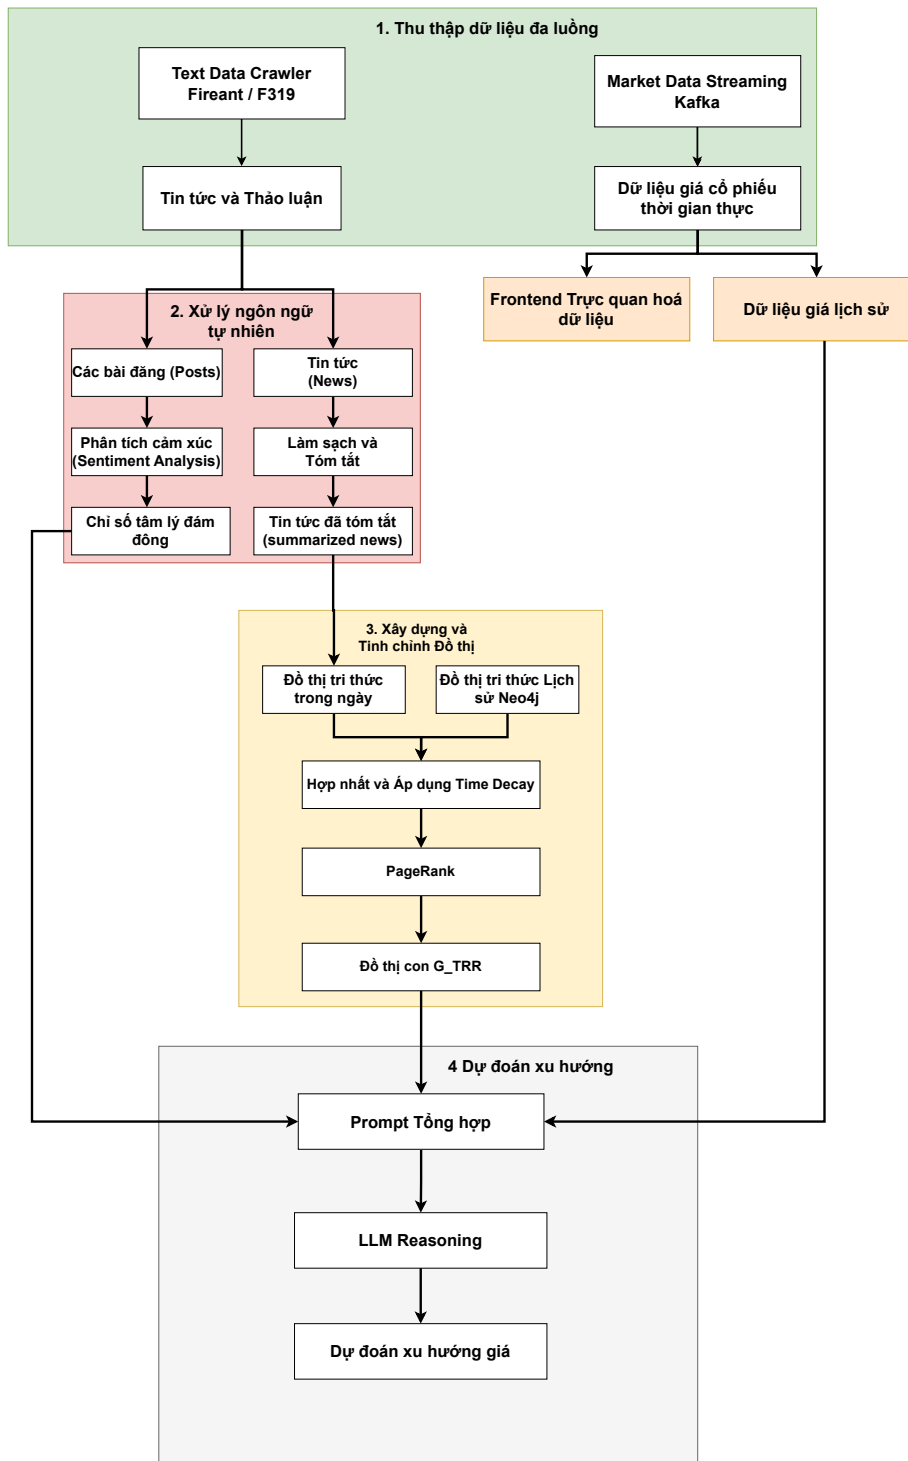 1. Thu thập dữ liệu đa luồng
Text Data Crawler
Fireant / F319
Market Data Streaming
Kafka
Tin tức và Thảo luận
Dữ liệu giá cổ phiếu
thời gian thực
Frontend Trực quan hoá
dữ liệu
Dữ liệu giá lịch sử
2. Xử lý ngôn ngữ
tự nhiên
Các bài đăng (Posts)
Tin tức
(News)
Phân tích cảm xúc
(Sentiment Analysis)
Làm sạch và
Tóm tắt
Chỉ số tâm lý đám
đông
Tin tức đã tóm tắt
(summarized news)
3. Xây dựng và
Tinh chỉnh Đồ thị
Đồ thị tri thức
trong ngày
Đồ thị tri thức Lịch
sử Neo4j
Hợp nhất và Áp dụng Time Decay
PageRank
Đồ thị con G_TRR
4 Dự đoán xu hướng
Prompt Tổng hợp
LLM Reasoning
Dự đoán xu hướng giá